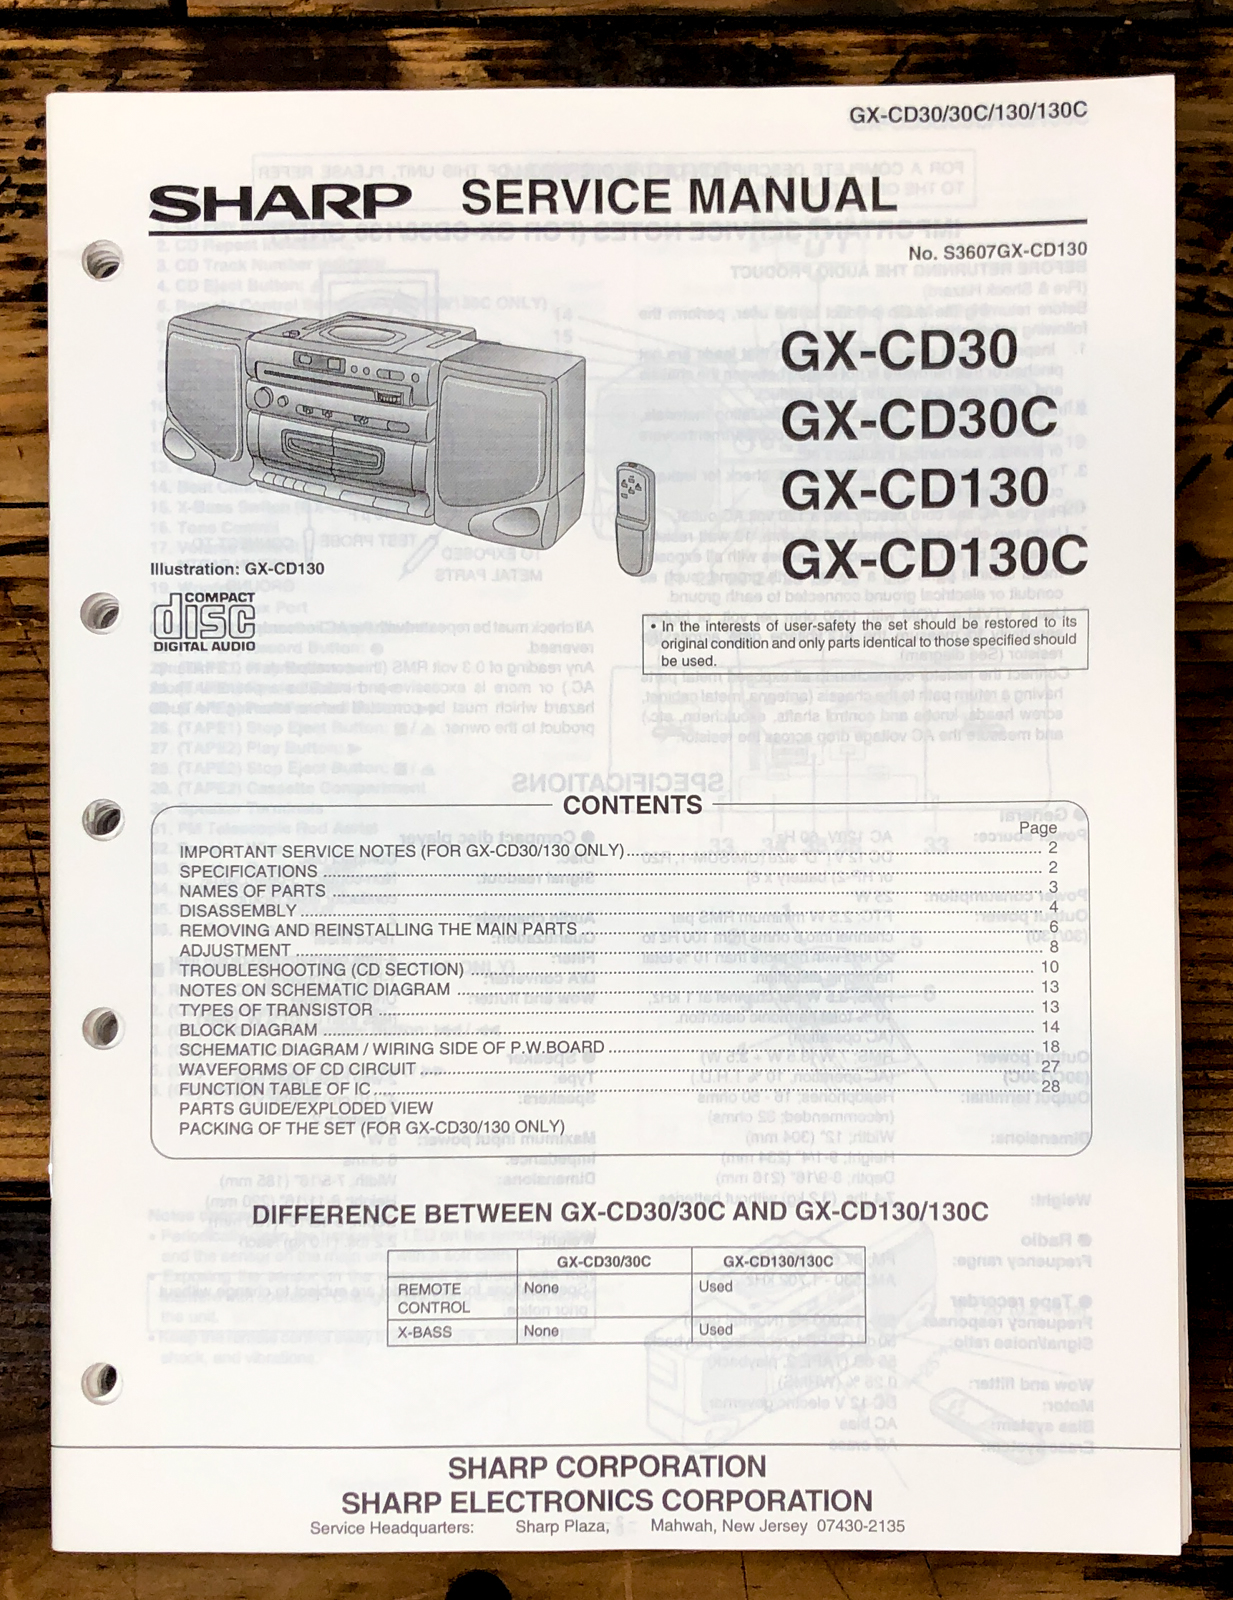 GX-CD30/30C/130/130C
SHARP SERVICE MANUAL
No. S3607GX-CD130
GX-CD30
GX-CD30C
GX-CD130
GX-CD130C
Illustration: GX-CD130
COMPACT
disc
DIGITAL AUDIO
• In the interests of user-safety the set should be restored to its
original condition and only parts identical to those specified should
be used.
CONTENTS
Page
IMPORTANT SERVICE NOTES (FOR GX-CD30/130 ONLY) 2
SPECIFICATIONS 2
NAMES OF PARTS 3
DISASSEMBLY 4
REMOVING AND REINSTALLING THE MAIN PARTS 6
ADJUSTMENT 8
TROUBLESHOOTING (CD SECTION) 10
NOTES ON SCHEMATIC DIAGRAM 13
TYPES OF TRANSISTOR 13
BLOCK DIAGRAM 14
SCHEMATIC DIAGRAM / WIRING SIDE OF P.W.BOARD 18
WAVEFORMS OF CD CIRCUIT 27
FUNCTION TABLE OF IC 28
PARTS GUIDE/EXPLODED VIEW
PACKING OF THE SET (FOR GX-CD30/130 ONLY)
DIFFERENCE BETWEEN GX-CD30/30C AND GX-CD130/130C
GX-CD30/30C GX-CD130/130C
REMOTE None Used
CONTROL
X-BASS None Used
SHARP CORPORATION
SHARP ELECTRONICS CORPORATION
Service Headquarters: Sharp Plaza, Mahwah, New Jersey 07430-2135